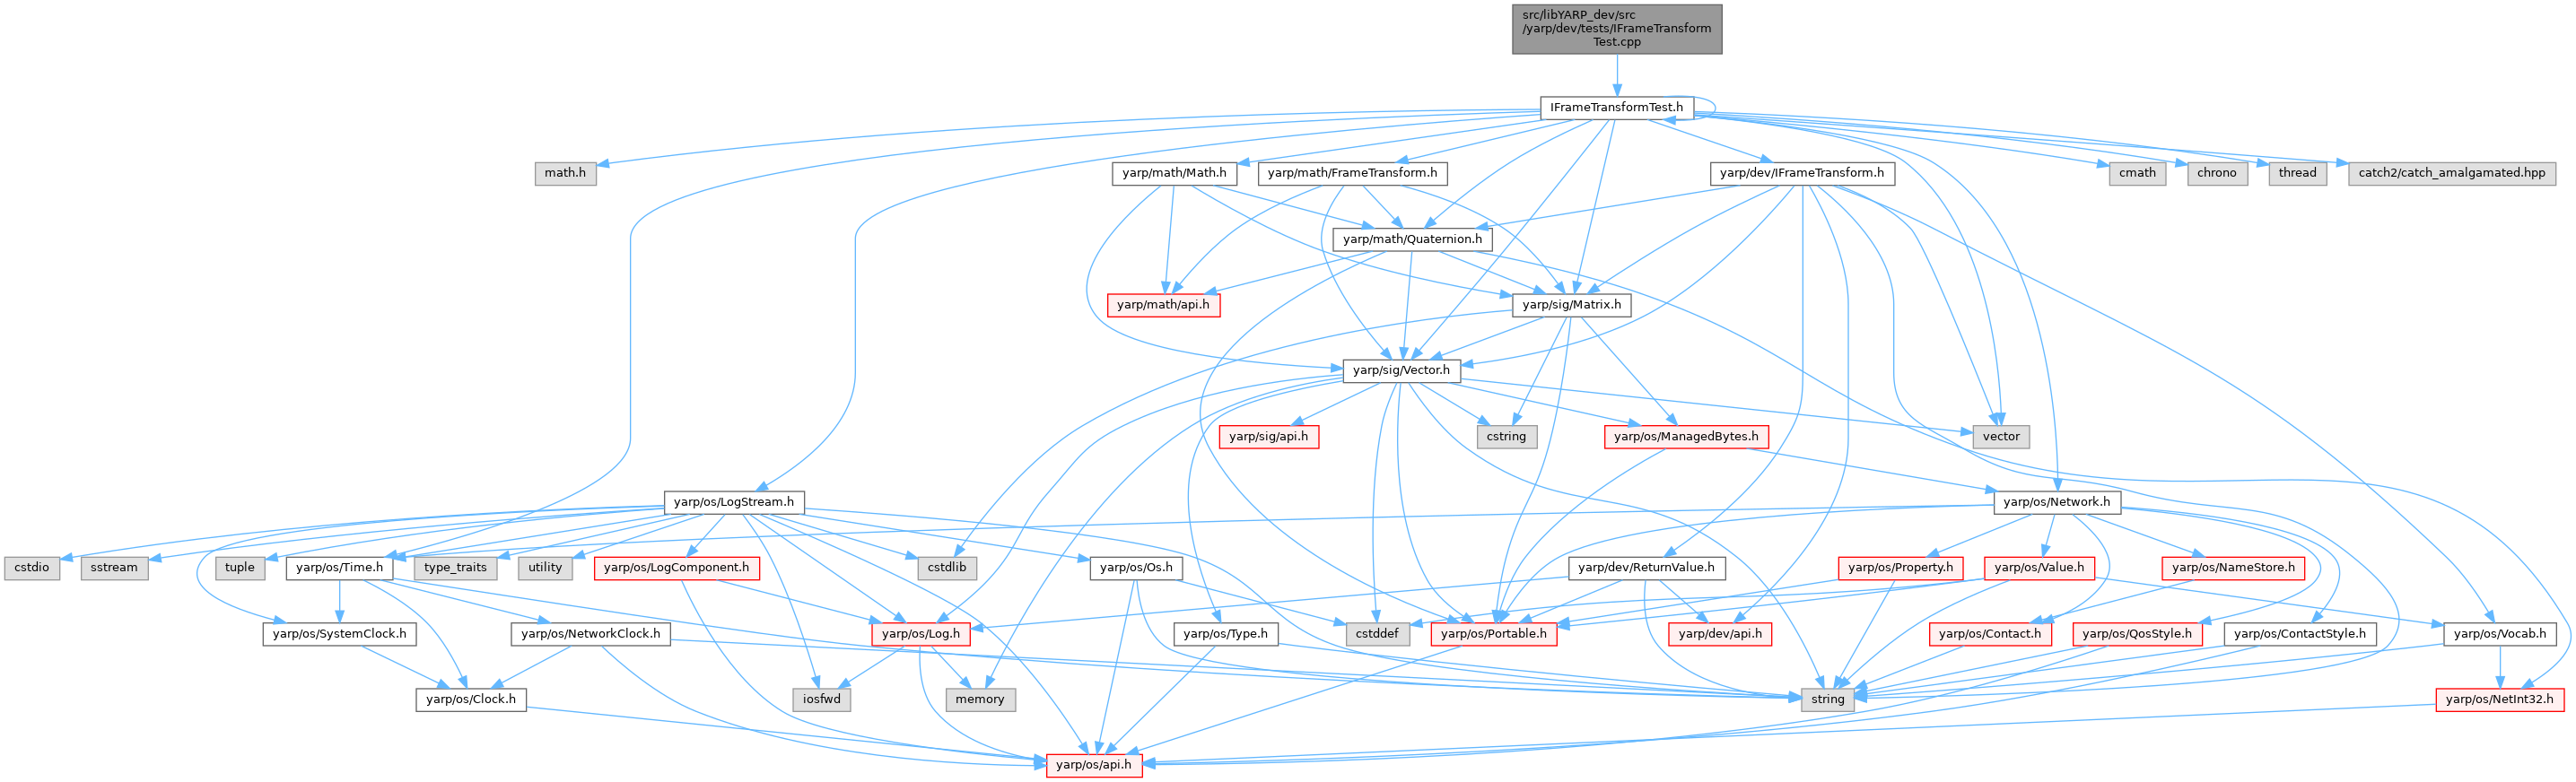 src/libYARP_dev/src
/yarp/dev/tests/IFrameTransform
Test.cpp
IFrameTransformTest.h
math.h
yarp/math/Math.h
yarp/math/FrameTransform.h
yarp/dev/IFrameTransform.h
cmath
chrono
thread
catch2/catch_amalgamated.hpp
yarp/math/Quaternion.h
yarp/math/api.h
yarp/sig/Matrix.h
yarp/sig/Vector.h
yarp/sig/api.h
cstring
yarp/os/ManagedBytes.h
vector
yarp/os/LogStream.h
yarp/os/Network.h
cstdio
sstream
tuple
yarp/os/Time.h
type_traits
utility
yarp/os/LogComponent.h
cstdlib
yarp/os/Os.h
yarp/dev/ReturnValue.h
yarp/os/Property.h
yarp/os/Value.h
yarp/os/NameStore.h
yarp/os/SystemClock.h
yarp/os/NetworkClock.h
yarp/os/Log.h
yarp/os/Type.h
cstddef
yarp/os/Portable.h
yarp/dev/api.h
yarp/os/Contact.h
yarp/os/QosStyle.h
yarp/os/ContactStyle.h
yarp/os/Vocab.h
yarp/os/Clock.h
iosfwd
memory
string
yarp/os/NetInt32.h
yarp/os/api.h